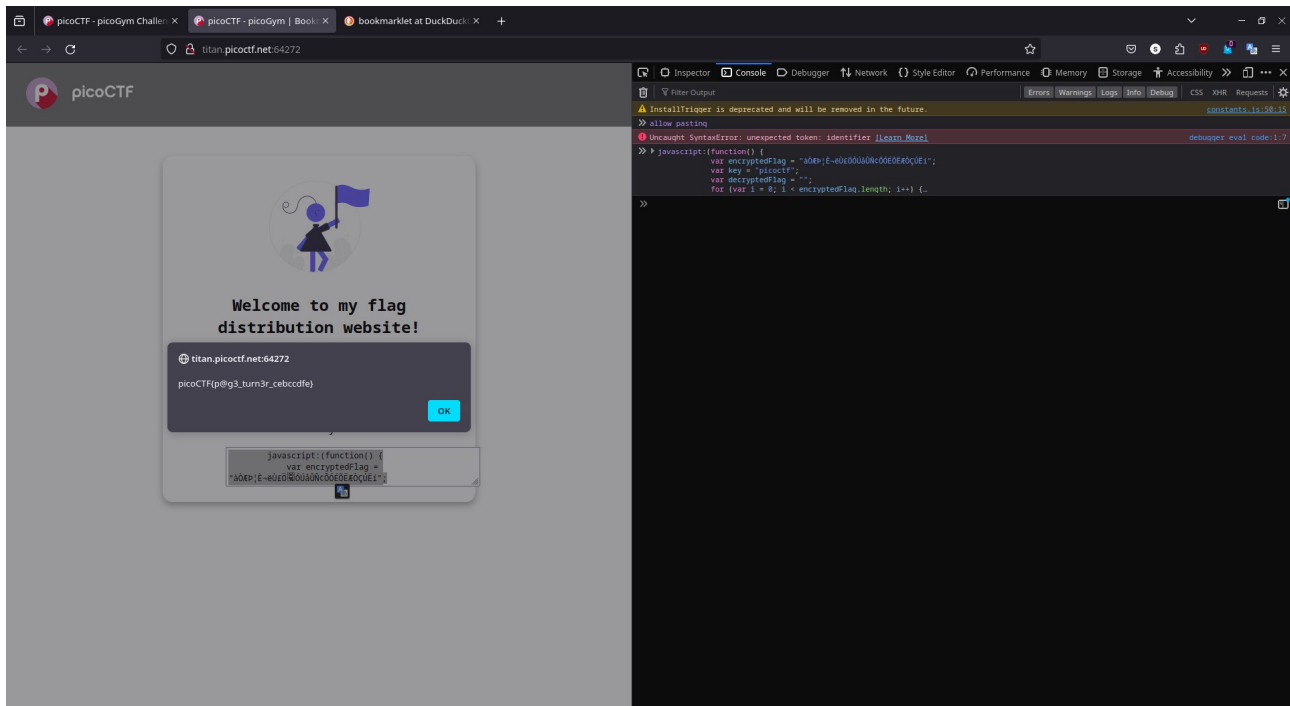 picoCTF - picoGym Challen
picoCTF - picoGym | Bookn
bookmarklet at DuckDuck
titan.picoctf.net:64272
Inspector Console Debugger Network Style Editor Performance Memory Storage Accessibility
picoCTF
Filter Output
Errors Warnings Logs Info Debug CSS XHR Requests
InstallTrigger is deprecated and will be removed in the future. constants.js:50:15
allow pasting
Uncaught SyntaxError: unexpected token: identifier [Learn More] debugger eval code:1:7
javascript:(function() {
var encryptedFlag =
var key = "picoctf";
var decryptedFlag = "";
for (var i = 0; i < encryptedFlag.length; i++) {…
Welcome to my flag
distribution website!
titan.picoctf.net:64272
picoCTF{p@g3_turn3r_cebccdfe}
OK
javascript:(function() {
var encryptedFlag =